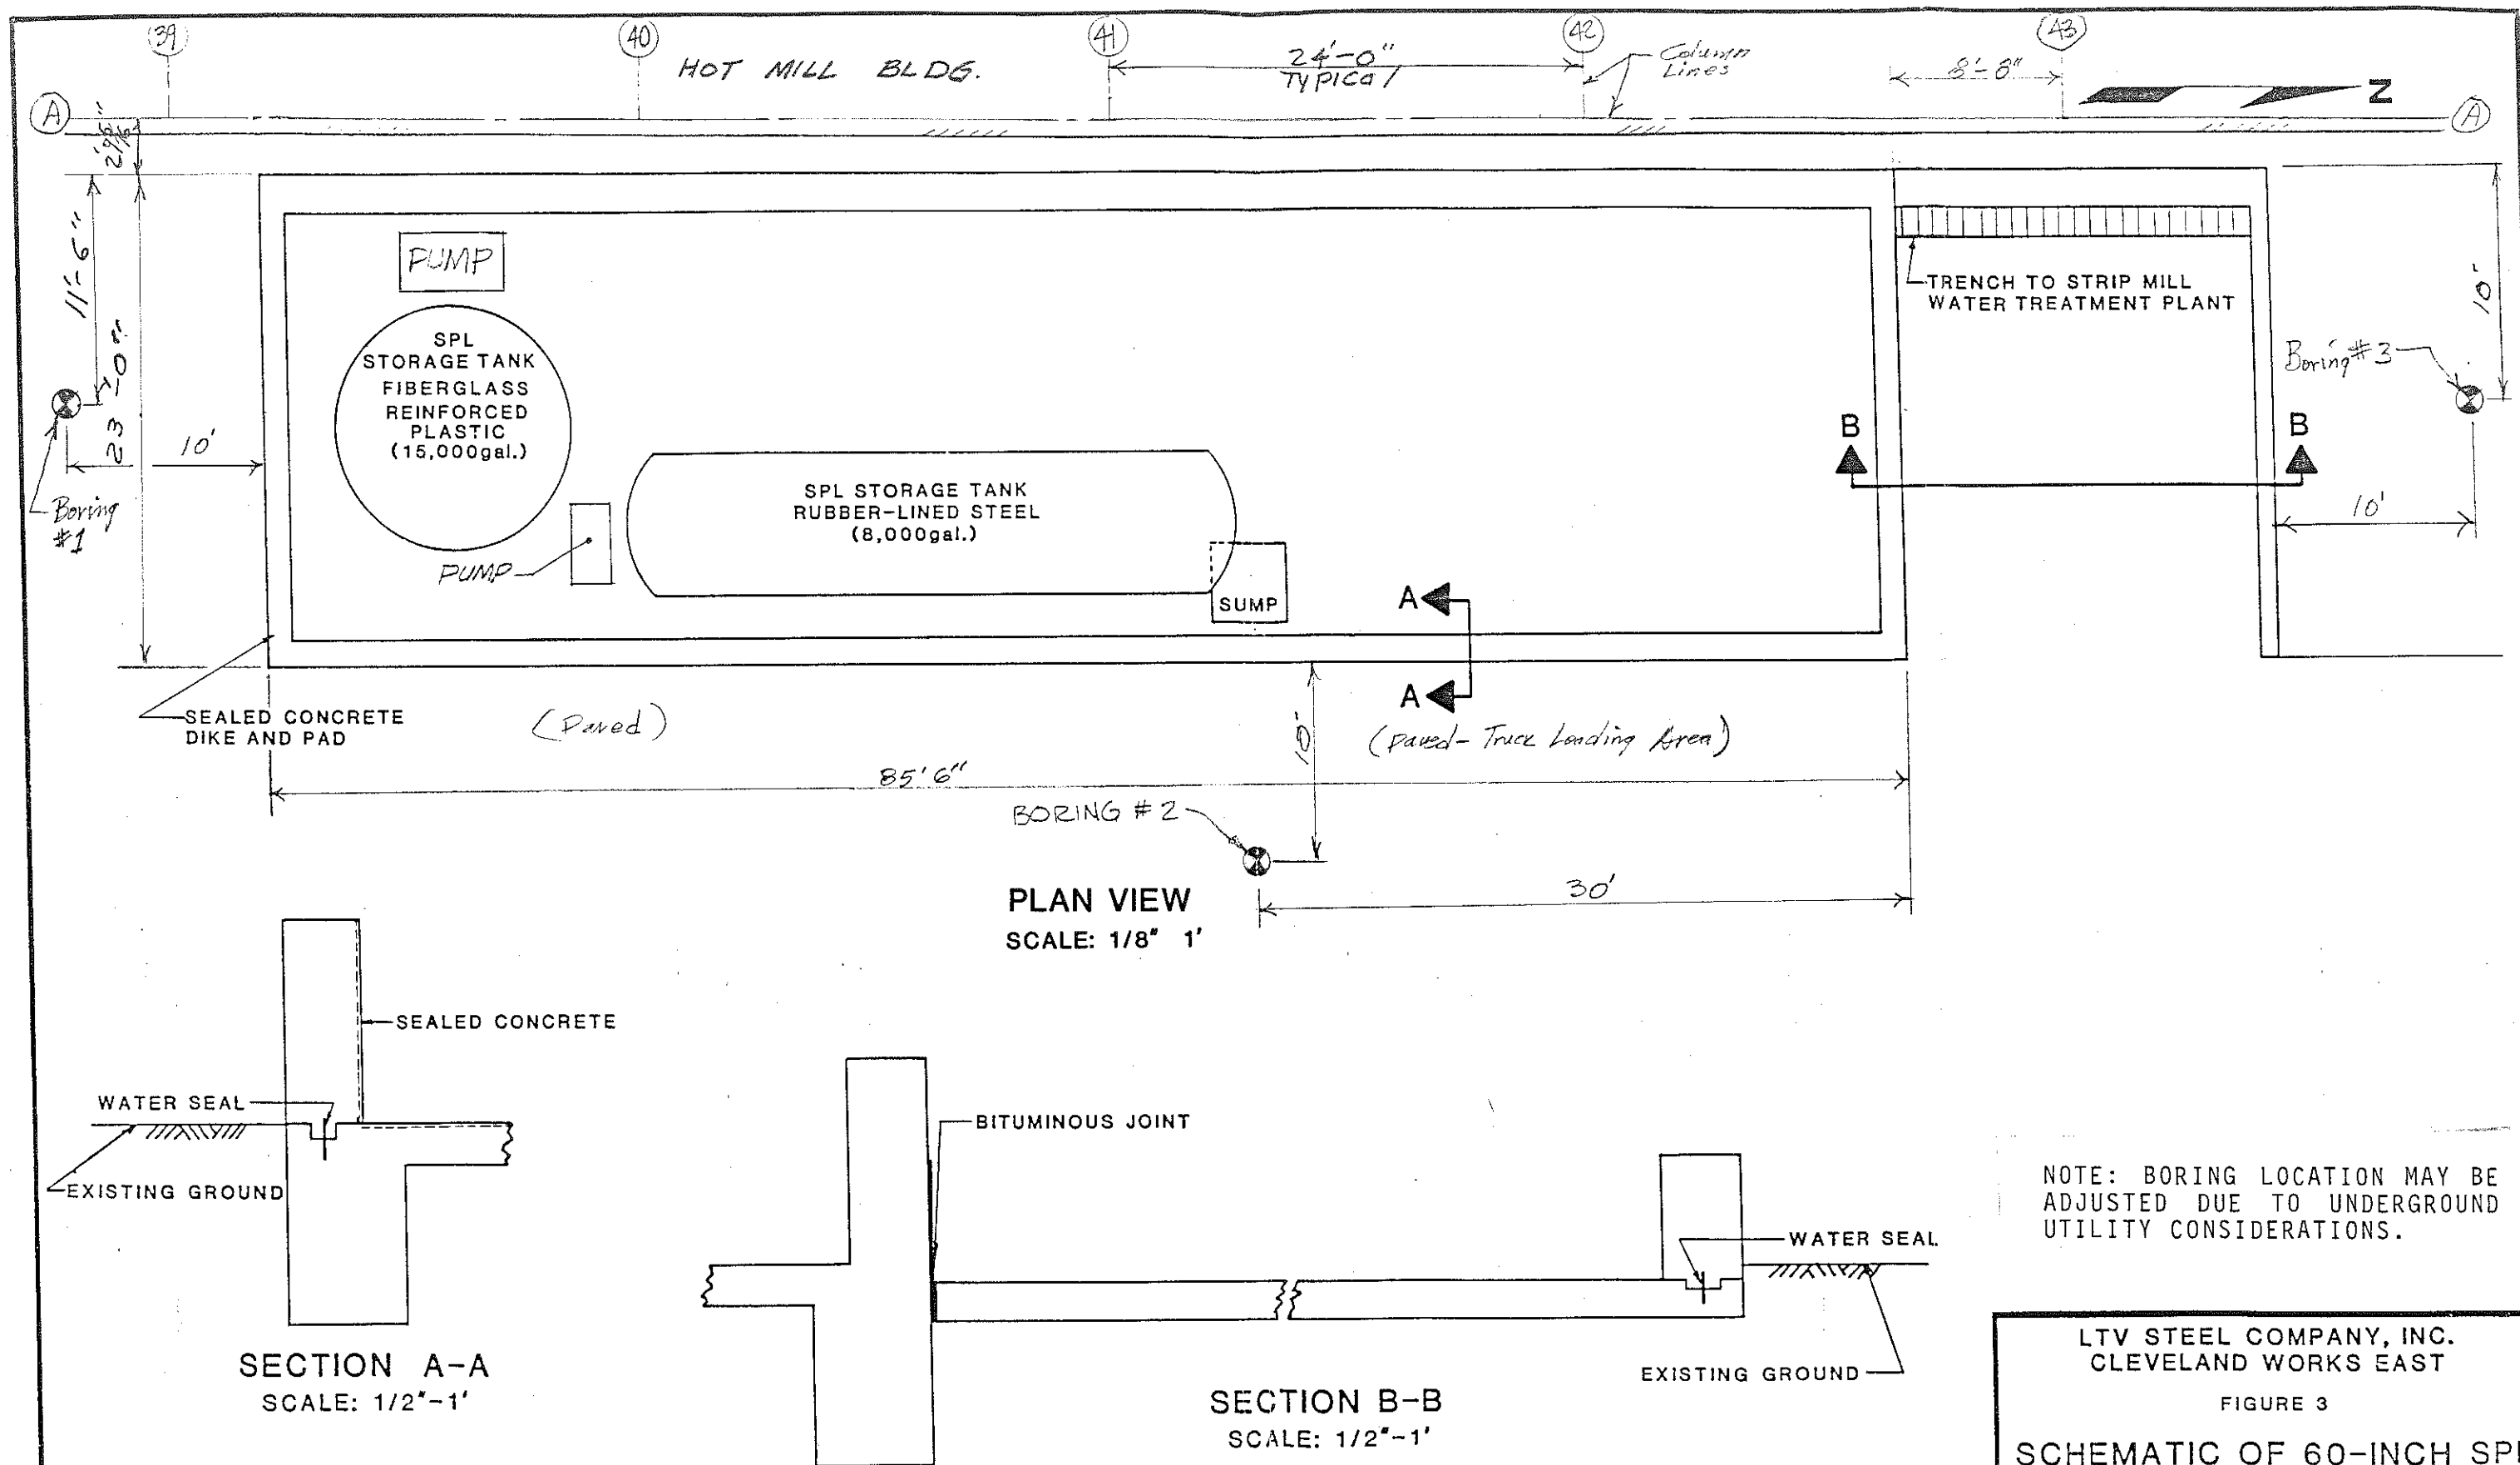 39
40
41
42
43
HOT MILL BLDG.
24'-0"
TYPICAl
Column
Lines
8'-8"
N
A
A
11'-6"
23'-0"
10'
Boring
#1
PUMP
SPL
STORAGE TANK
FIBERGLASS
REINFORCED
PLASTIC
(15,000gal.)
PUMP
SPL STORAGE TANK
RUBBER-LINED STEEL
(8,000gal.)
SUMP
A
A
B
B
TRENCH TO STRIP MILL
WATER TREATMENT PLANT
10'
Boring #3
10'
SEALED CONCRETE
DIKE AND PAD
(Paved)
(paved-Truck Loading Area)
10'
85'6"
BORING #2
30'
PLAN VIEW
SCALE: 1/8" 1'
SEALED CONCRETE
WATER SEAL
EXISTING GROUND
SECTION A-A
SCALE: 1/2"-1'
BITUMINOUS JOINT
WATER SEAL
EXISTING GROUND
SECTION B-B
SCALE: 1/2"-1'
NOTE: BORING LOCATION MAY BE
ADJUSTED DUE TO UNDERGROUND
UTILITY CONSIDERATIONS.
LTV STEEL COMPANY, INC.
CLEVELAND WORKS EAST
FIGURE 3
SCHEMATIC OF 60-INCH SPL